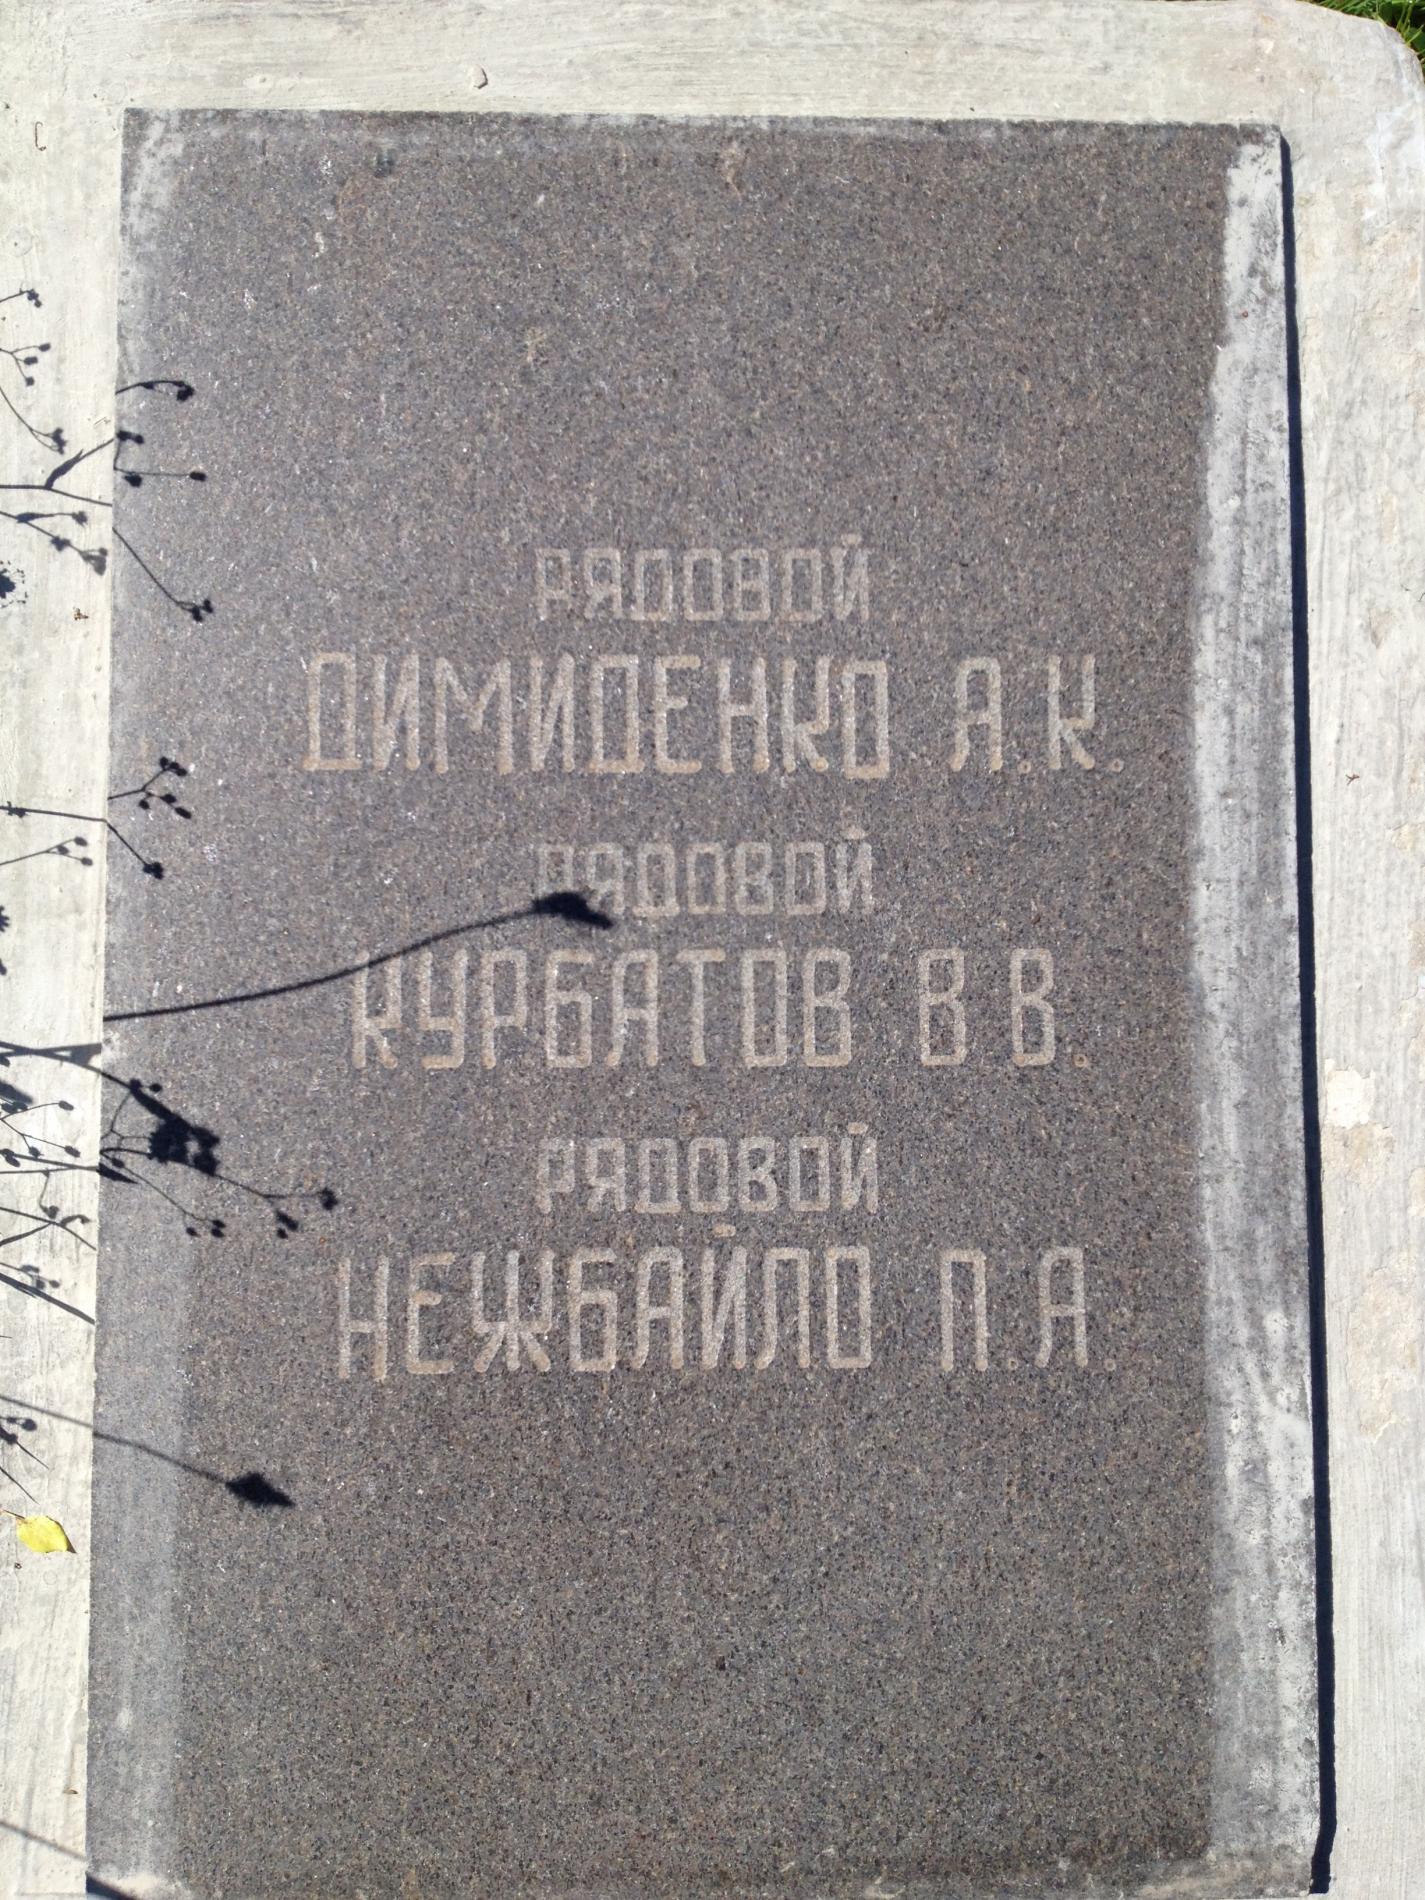 РЯДОВОЙ
ДИМИДЕНКО А.К.
РЯДОВОЙ
КУРБАТОВ В.В.
РЯДОВОЙ
НЕЖБАЙЛО П.А.